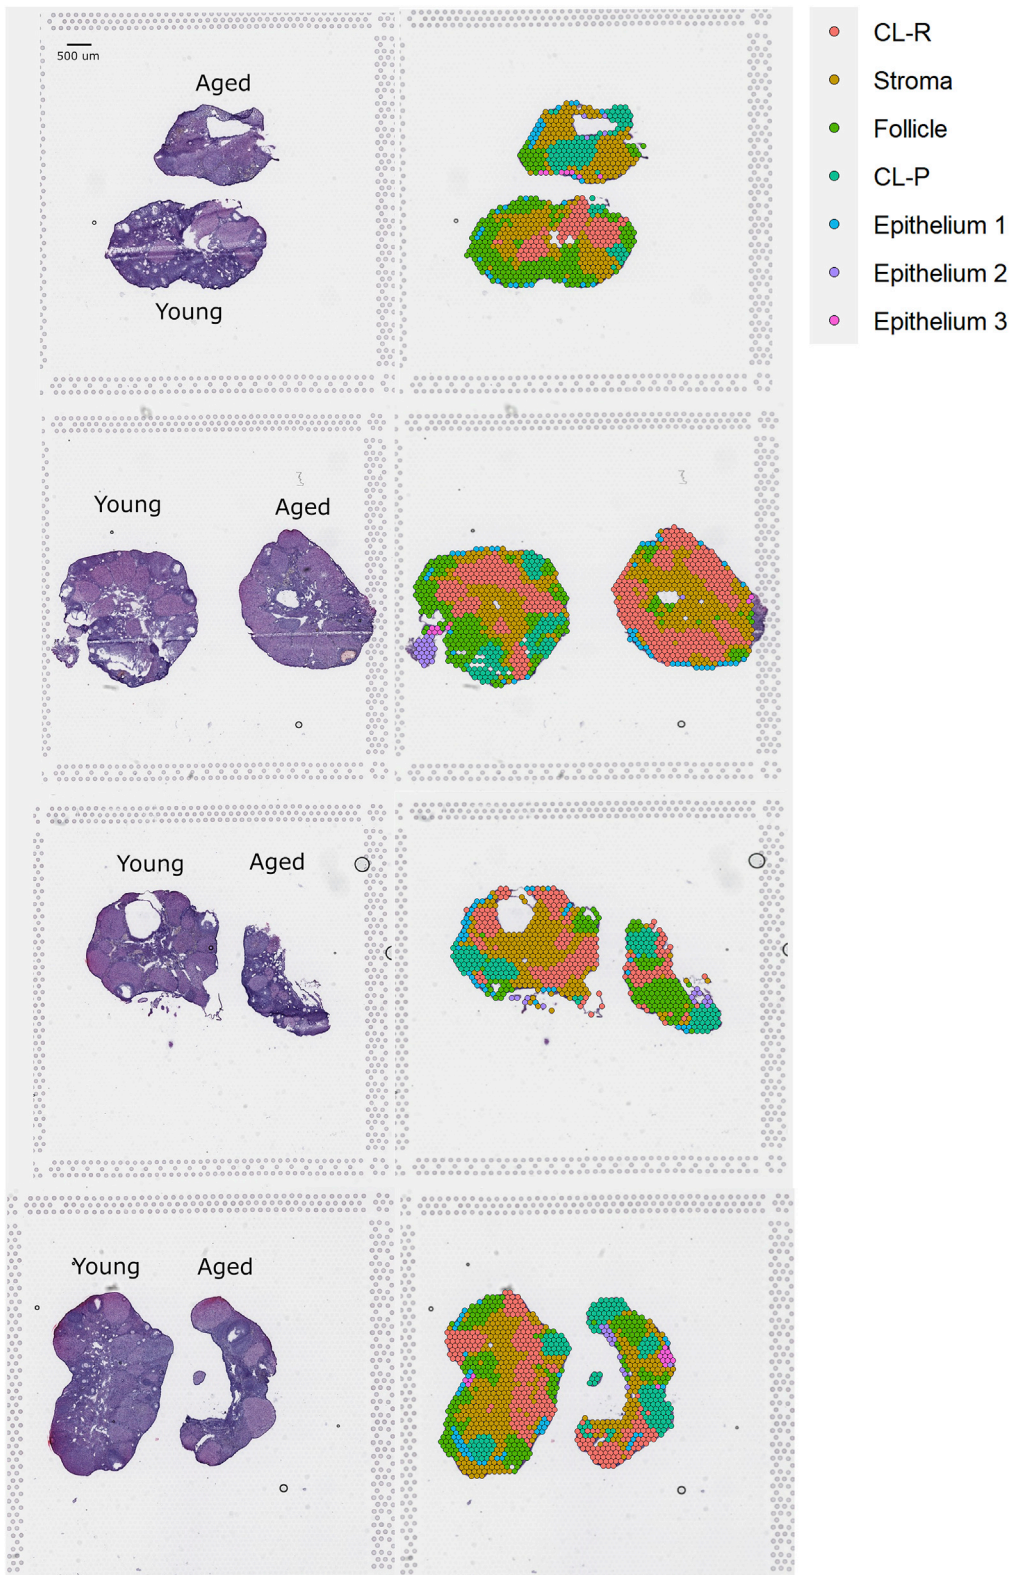 500 um
Aged
Young
CL-R
Stroma
Follicle
CL-P
Epithelium 1
Epithelium 2
Epithelium 3
Young
Aged
Young
Aged
Young
Aged